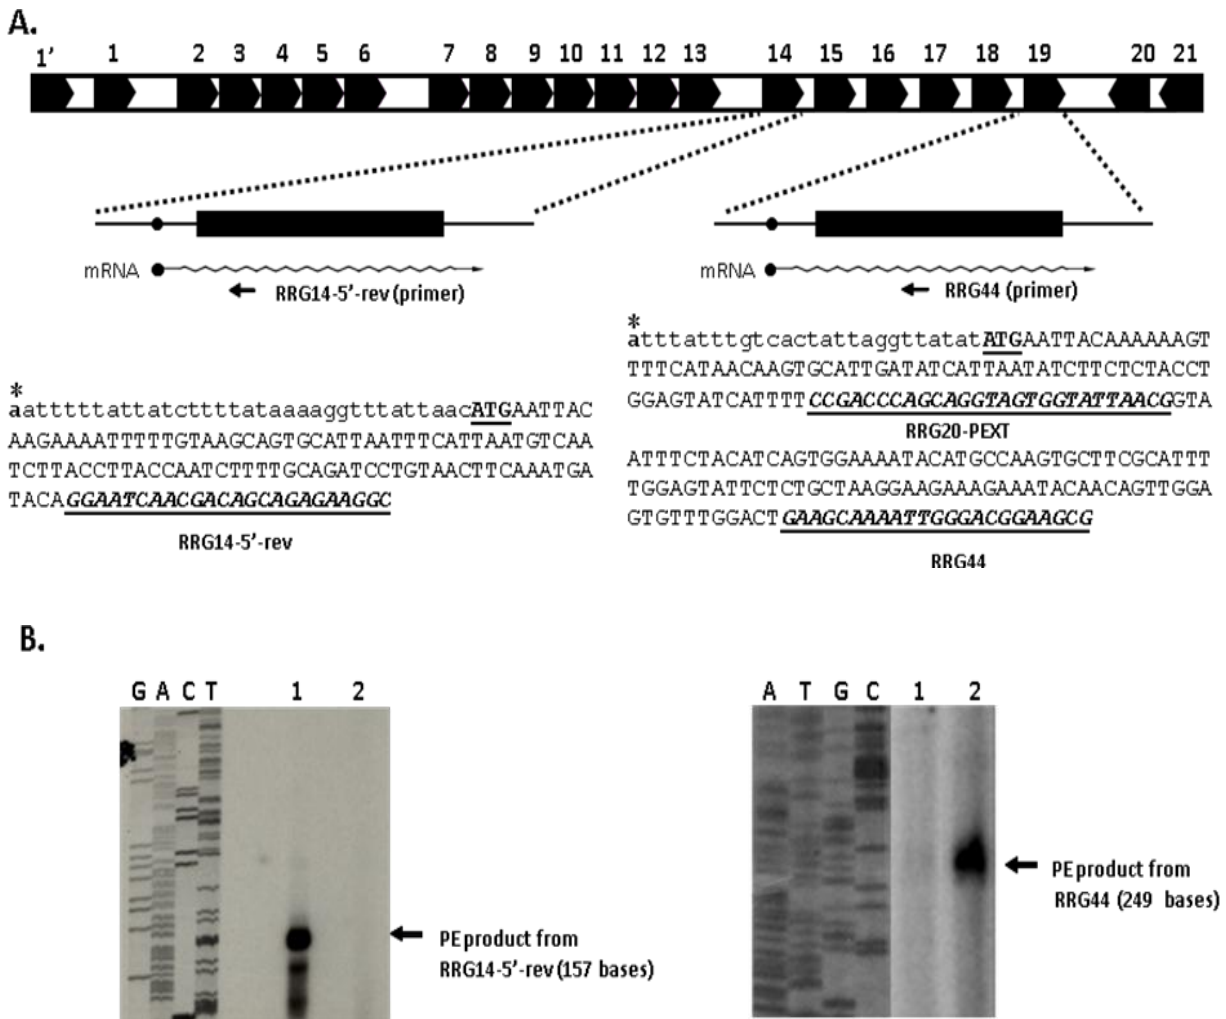 A.
1' 1 2 3 4 5 6 7 8 9 10 11 12 13 14 15 16 17 18 19 20 21
mRNA
RRG14-5'-rev (primer)
mRNA
RRG44 (primer)
*
aatttttattatcttttataaaaggtttattaacATGAATTAC
AAGAAAATTTTTGTAAGCAGTGCATTAATTTCATTAATGTCAA
TCTTACCTTACCAATCTTTTGCAGATCCTGTAACTTCAAATGA
TACAGGAATCAACGACAGCAGAGAAGGC
RRG14-5'-rev
*
atttatttgtcactattaggttatatATGAATTACAAAAAAGT
TTTCATAACAAGTGCATTGATATCATTAATATCTTCTCTACCT
GGAGTATCATTTTCCGACCCAGCAGGTAGTGGTATTAACGGTA
RRG20-PEXT
ATTTCTACATCAGTGGAAAATACATGCCAAGTGCTTCGCATTT
TGGAGTATTCTCTGCTAAGGAAGAAAGAAATACAACAGTTGGA
GTGTTTGGACTGAAGCAAAATTGGGACGGAAGCG
RRG44
B.
G A C T 1 2
PE product from
RRG14-5'-rev (157 bases)
A T G C 1 2
PE product from
RRG44 (249 bases)